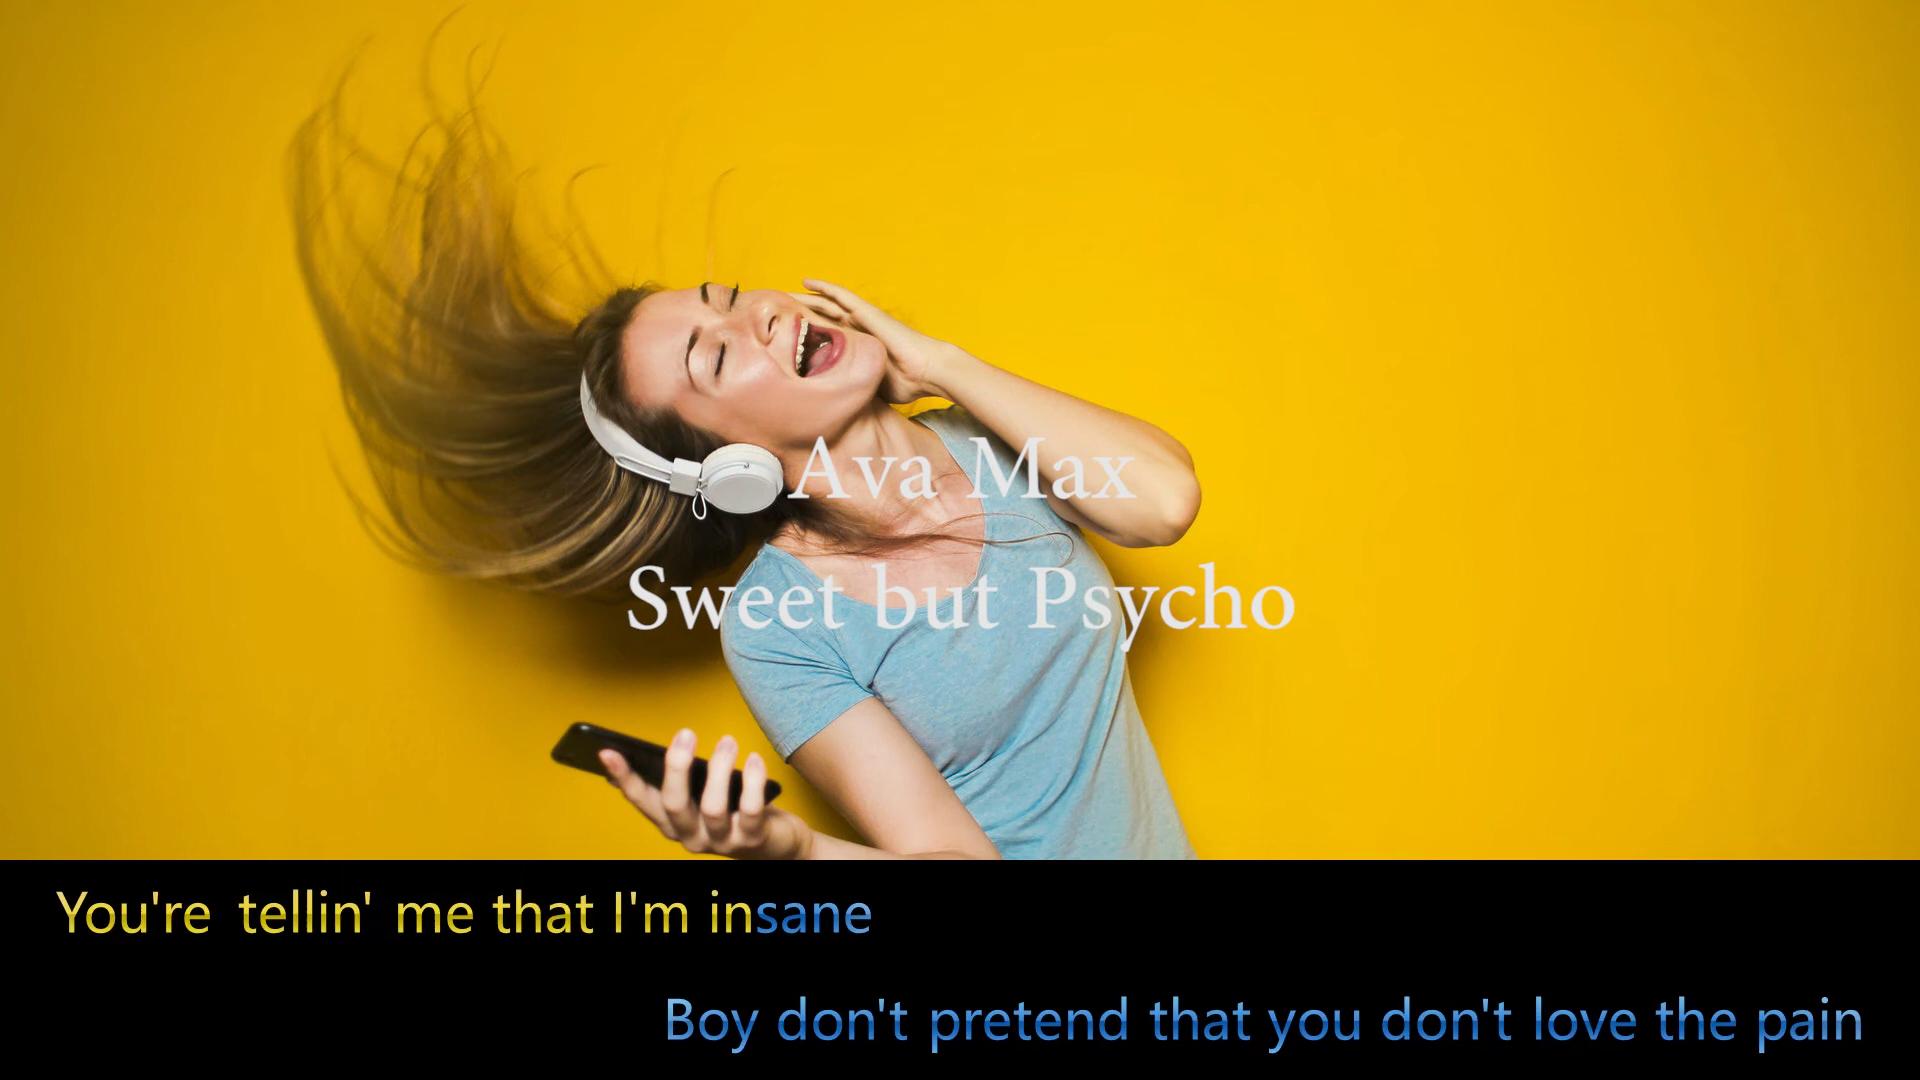 Ava Max
Sweet but Psycho
You're tellin' me that I'm insane
Boy don't pretend that you don't love the pain